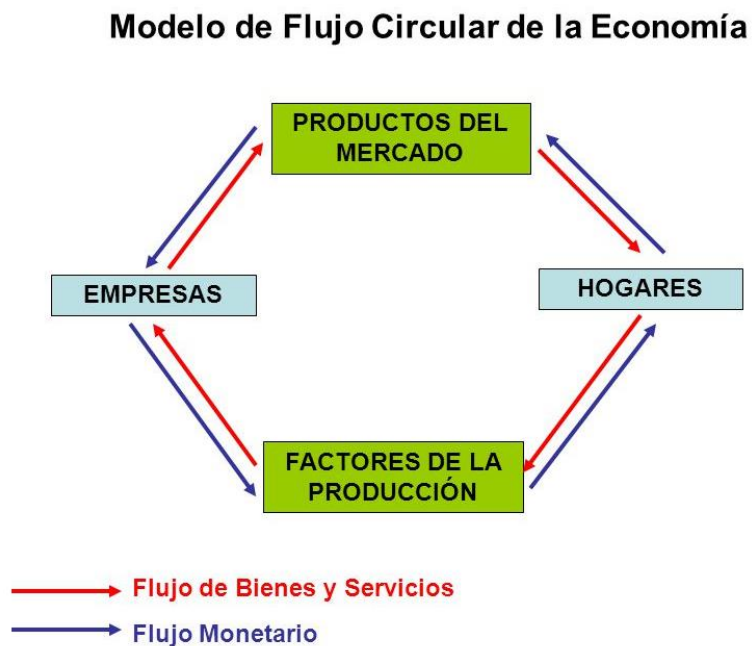 Modelo de Flujo Circular de la Economía
PRODUCTOS DEL
MERCADO
EMPRESAS
HOGARES
FACTORES DE LA
PRODUCCIÓN
Flujo de Bienes y Servicios
Flujo Monetario